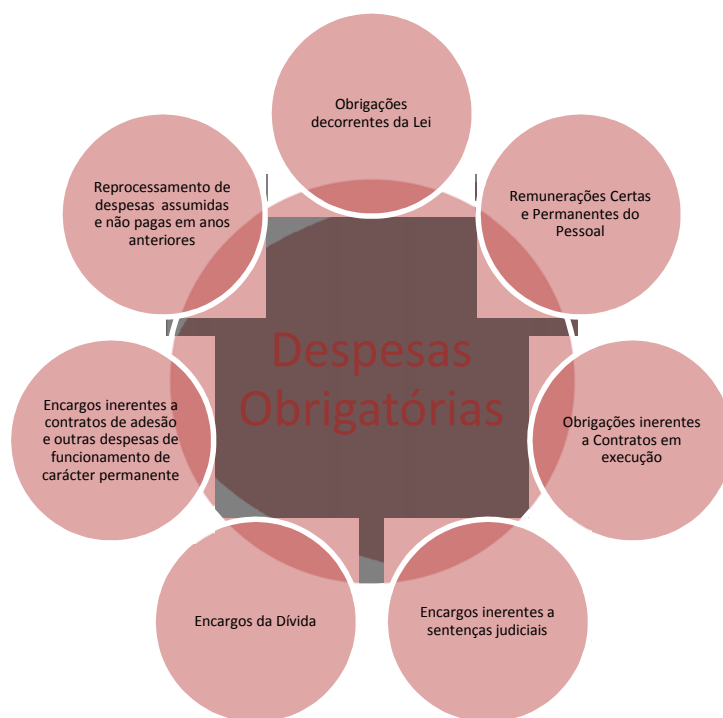 Obrigações
decorrentes da Lei
Remunerações Certas
e Permanentes do
Pessoal
Obrigações inerentes
a Contratos em
execução
Encargos inerentes a
sentenças judiciais
Encargos da Dívida
Encargos inerentes a
contratos de adesão
e outras despesas de
funcionamento de
carácter permanente
Reprocessamento de
despesas assumidas
e não pagas em anos
anteriores
Despesas
Obrigatórias